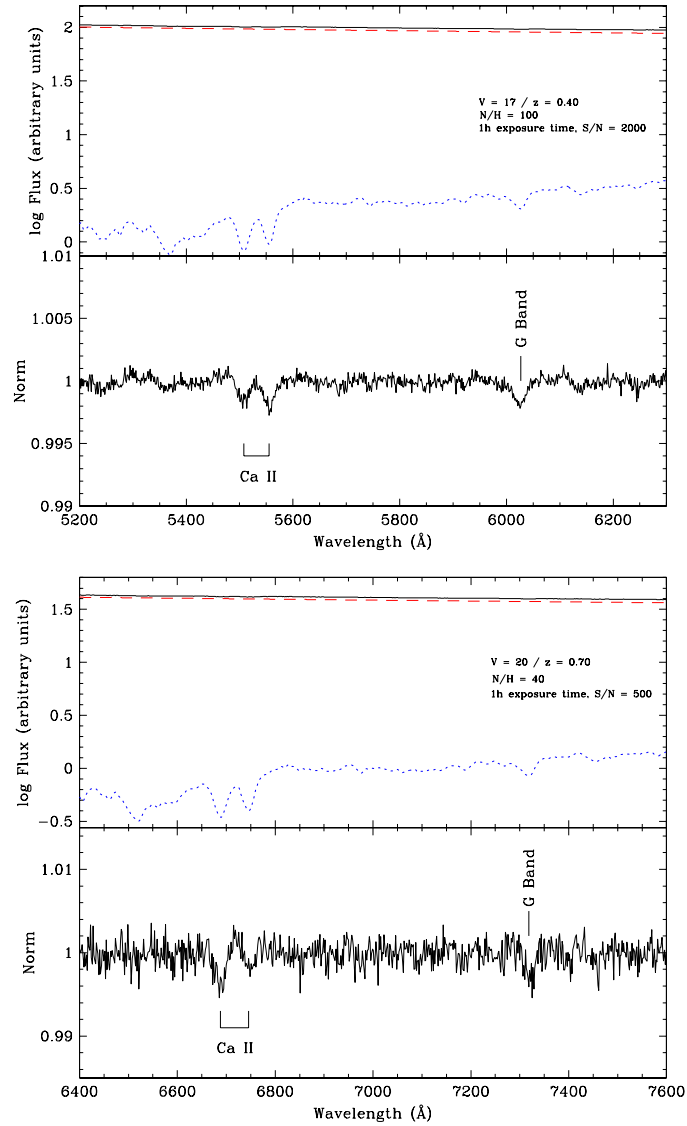 2
1.5
1
0.5
0
log Flux (arbitrary units)
V = 17 / z = 0.40
N/H = 100
1h exposure time, S/N = 2000
1.01
1.005
1
0.995
0.99
Norm
G Band
Ca II
5200 5400 5600 5800 6000 6200
Wavelength (Å)
1.5
1
0.5
0
−0.5
log Flux (arbitrary units)
V = 20 / z = 0.70
N/H = 40
1h exposure time, S/N = 500
1.01
1
0.99
Norm
G Band
Ca II
6400 6600 6800 7000 7200 7400 7600
Wavelength (Å)